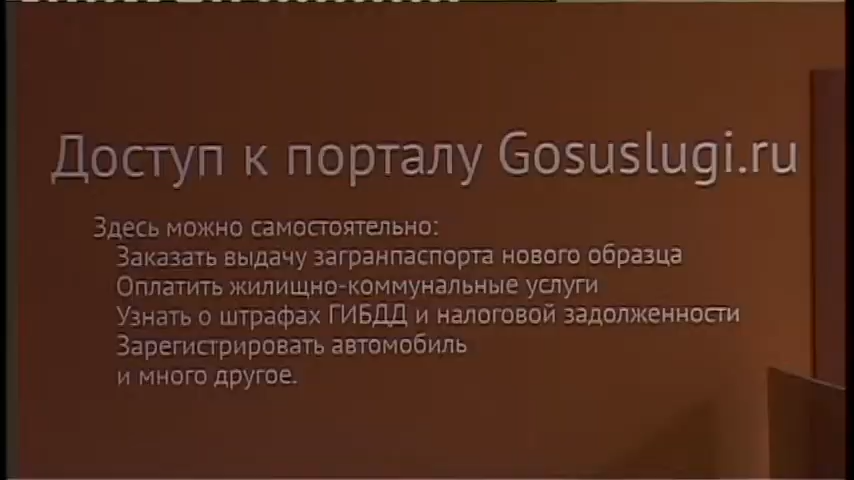 Доступ к порталу Gosuslugi.ru
Здесь можно самостоятельно:
Заказать выдачу загранпаспорта нового образца
Оплатить жилищно-коммунальные услуги
Узнать о штрафах ГИБДД и налоговой задолженности
Зарегистрировать автомобиль
и много другое.